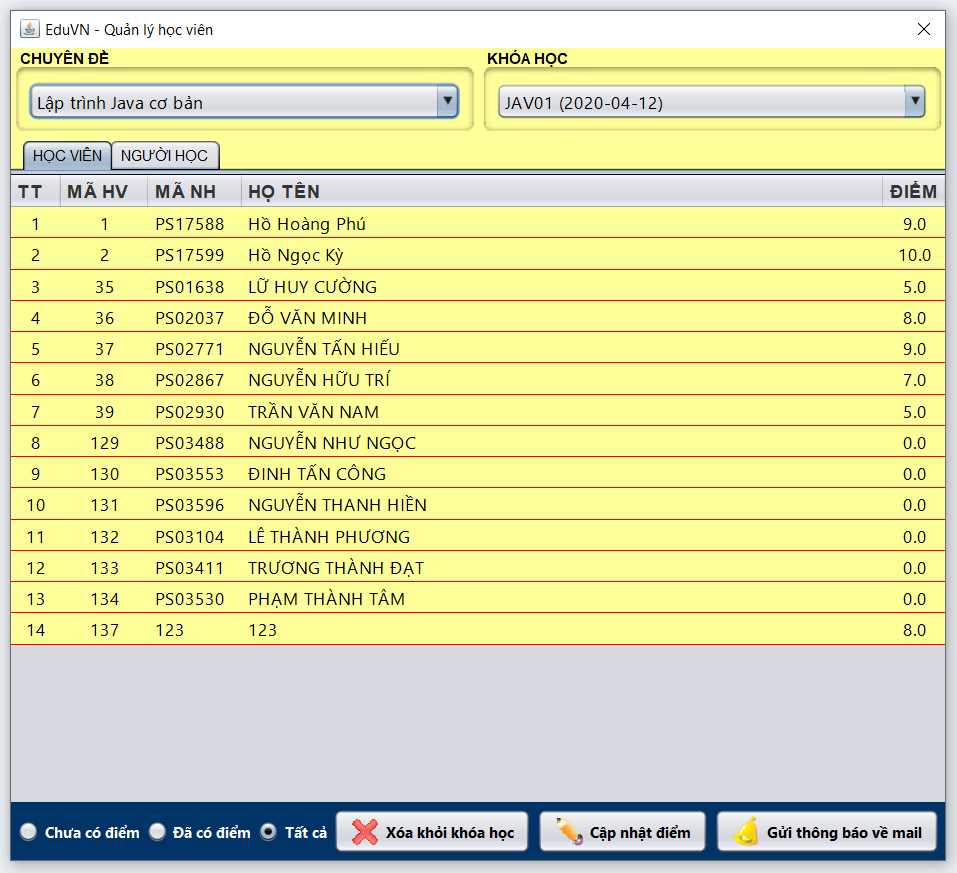 EduVN - Quản lý học viên
CHUYÊN ĐỀ KHÓA HỌC
Lập trình Java cơ bản JAV01 (2020-04-12)
HỌC VIÊN NGƯỜI HỌC
TT MÃ HV MÃ NH HỌ TÊN ĐIỂM
1 1 PS17588 Hồ Hoàng Phú 9.0
2 2 PS17599 Hồ Ngọc Kỳ 10.0
3 35 PS01638 LỮ HUY CƯỜNG 5.0
4 36 PS02037 ĐỖ VĂN MINH 8.0
5 37 PS02771 NGUYỄN TẤN HIẾU 9.0
6 38 PS02867 NGUYỄN HỮU TRÍ 7.0
7 39 PS02930 TRẦN VĂN NAM 5.0
8 129 PS03488 NGUYỄN NHƯ NGỌC 0.0
9 130 PS03553 ĐINH TẤN CÔNG 0.0
10 131 PS03596 NGUYỄN THANH HIỀN 0.0
11 132 PS03104 LÊ THÀNH PHƯƠNG 0.0
12 133 PS03411 TRƯƠNG THÀNH ĐẠT 0.0
13 134 PS03530 PHẠM THÀNH TÂM 0.0
14 137 123 123 8.0
Chưa có điểm Đã có điểm Tất cả Xóa khỏi khóa học Cập nhật điểm Gửi thông báo về mail